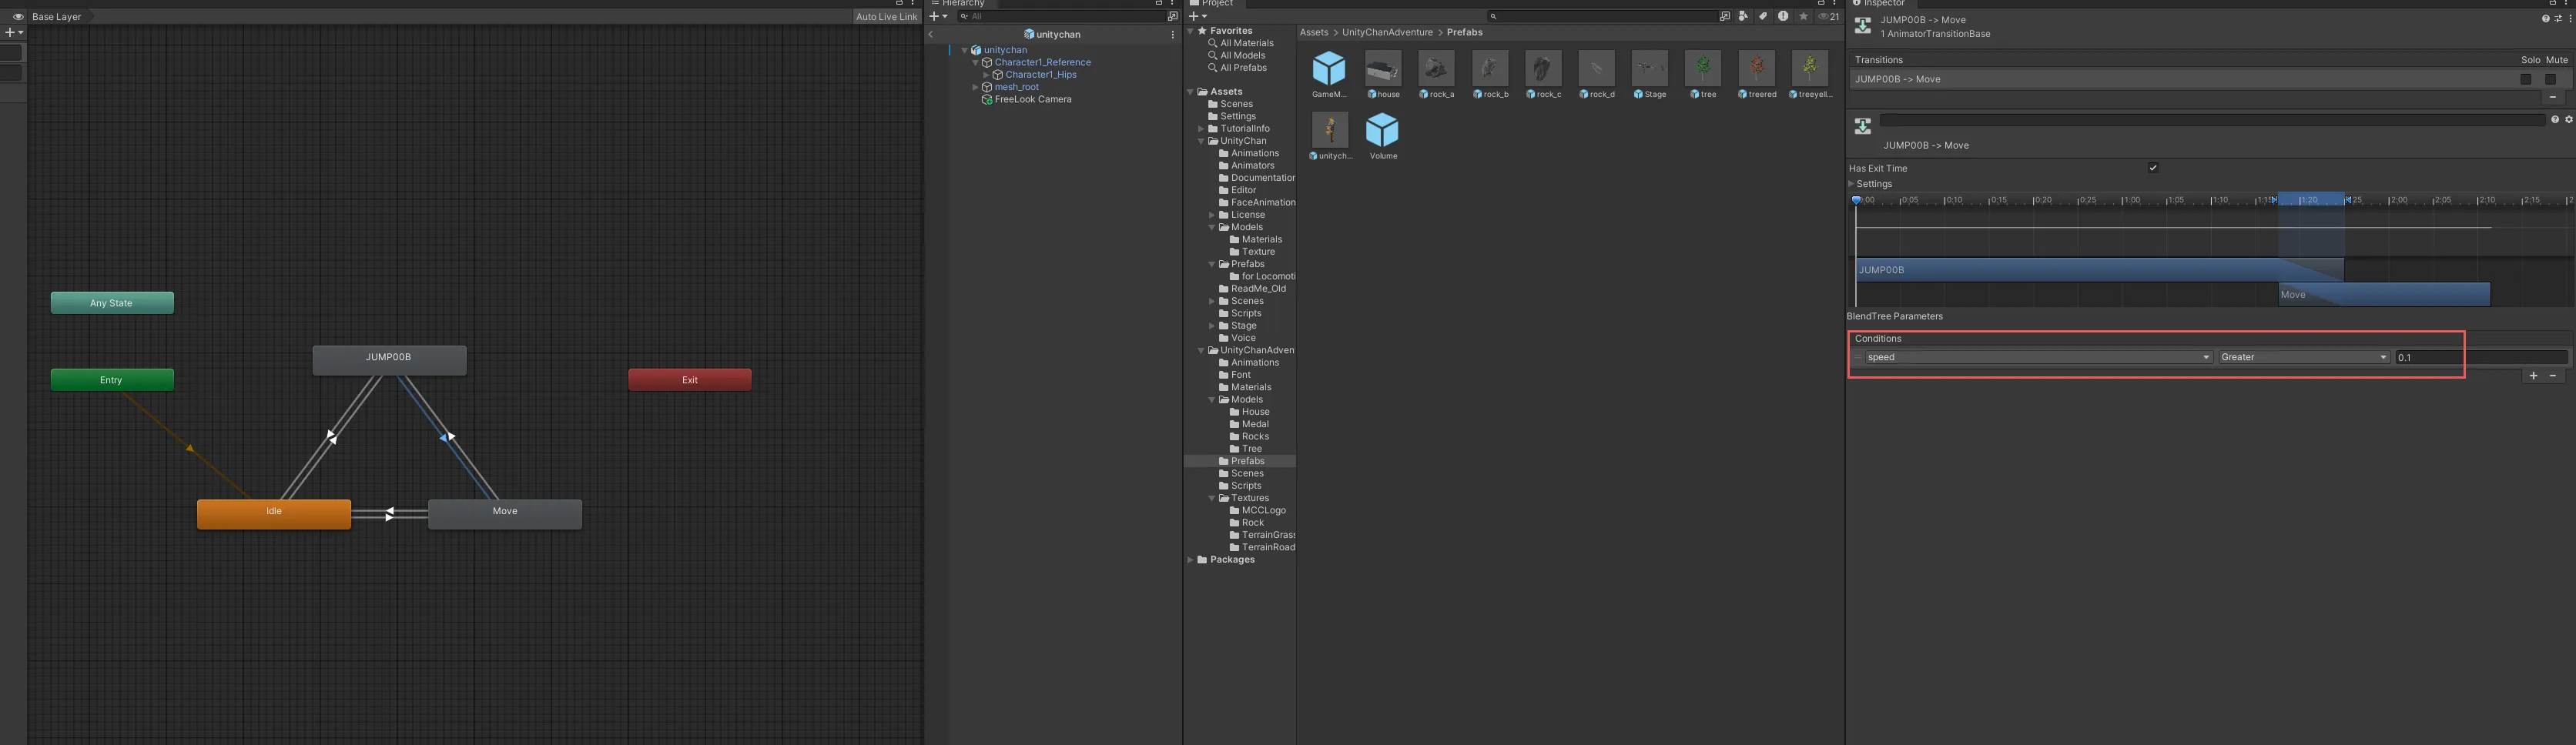 Base Layer
Auto Live Link
Any State
JUMP00B
Entry
Exit
Idle
Move
Hierarchy
All
unitychan
unitychan
Character1_Reference
Character1_Hips
mesh_root
FreeLook Camera
Project
21
Favorites
All Materials
All Models
All Prefabs
Assets
Scenes
Settings
TutorialInfo
UnityChan
Animations
Animators
Documentation
Editor
FaceAnimation
License
Models
Materials
Texture
Prefabs
for Locomoti
ReadMe_Old
Scenes
Scripts
Stage
Voice
UnityChanAdven
Animations
Font
Materials
Models
House
Medal
Rocks
Tree
Prefabs
Scenes
Scripts
Textures
MCCLogo
Rock
TerrainGrass
TerrainRoad
Packages
Assets > UnityChanAdventure > Prefabs
GameM... house rock_a rock_b rock_c rock_d Stage tree treered treeyell...
unitych... Volume
Inspector
JUMP00B -> Move
1 AnimatorTransitionBase
Transitions Solo Mute
JUMP00B -> Move
JUMP00B -> Move
Has Exit Time
Settings
0:05 0:10 0:15 0:20 0:25 1:00 1:05 1:10 1:20 2:00 2:05 2:10 2:15
JUMP00B
Move
BlendTree Parameters
Conditions
speed Greater 0.1